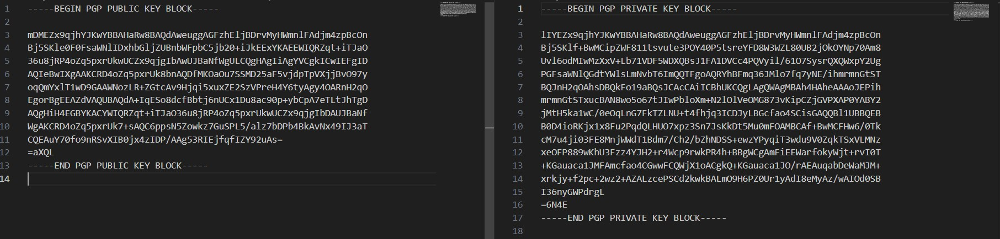 1 -----BEGIN PGP PUBLIC KEY BLOCK-----
2
3 mDMEZx9qjhYJKwYBBAHaRw8BAQdAweuggAGFzhEljBDrvMyHWmnlFAdjm4zpBcOn
4 Bj5SKle0F0FsaWNlIDxhbGljZUBnbWFpbC5jb20+iJkEExYKAEEWIQRZqt+iTJaO
5 36u8jRP4oZq5pxrUkwUCZx9qjgIbAwUJBaNfWgULCQgHAgIiAgYVCgkICwIEFgID
6 AQIeBwIXgAAKCRD4oZq5pxrUk8bnAQDfMKOaOu7SSMD25aF5vjdpTpVXjjBvO97y
7 oqQmYxlT1wD9GAAWNozLR+ZGtcAv9Hjqi5xuxZE2SzVPreH4Y6tyAgy4OARnH2qO
8 EgorBgEEAZdVAQUBAQdA+IqESo8dcfBbtj6nUCx1Du8ac90p+ybCpA7eTLtJhTgD
9 AQgHiH4EGBYKACYWIQRZqt+iTJaO36u8jRP4oZq5pxrUkwUCZx9qjgIbDAUJBaNf
10 WgAKCRD4oZq5pxrUk7+sAQC6ppsN5Zowkz7GuSPL5/alz7bDPb4BkAvNx49IJ3aT
11 CQEAuY70fo9nRSvXIB0jx4zIDP/AAg53RIEjfqfIZY92uAs=
12 =aXQL
13 -----END PGP PUBLIC KEY BLOCK-----
14
1 -----BEGIN PGP PRIVATE KEY BLOCK-----
2
3 lIYEZx9qjhYJKwYBBAHaRw8BAQdAweuggAGFzhEljBDrvMyHWmnlFAdjm4zpBcOn
4 Bj5SKlf+BwMCipZWF811tsvute3POY40P5tsreYFD8W3WZL80UB2jOkOYNp70Am8
5 Uvl6odMIwMzXxV+Lb71VDF5WDXQBsJ1FA1DVCc4PQVyil/61O7SysrQXQWxpY2Ug
6 PGFsaWNlQGdtYWlsLmNvbT6ImQQTFgoAQRYhBFmq36JMlo7fq7yNE/ihmrmnGtST
7 BQJnH2qOAhsDBQkFo19aBQsJCAcCAiICBhUKCQgLAgQWAgMBAh4HAheAAAoJEPih
8 mrmnGtSTxucBAN8wo5o67tJIwPbloXm+N2lOlVeOMG873vKipCZjGVPXAP0YABY2
9 jMtH5ka1wC/0eOqLnG7FkTZLNU+t4fhjq3ICDJyLBGcfao4SCisGAQQBl1UBBQEB
10 B0D4ioRKjx1x8Fu2PqdQLHUO7xpz3Sn7JsKkDt5Mu0mFOAMBCAf+BwMCFHw6/0Tk
11 cM7u4ji03FE8MnjWWdT1Bdm7/Ch2/bZhNDSS+ewzYPyqiT3wdu9V0ZqkTSxVLMNz
12 xeOFP889wKhU3Fzz4YJH2+r4Wcp9rwkPR4h+BBgWCgAmFiEEWarfokyWjt+rvI0T
13 +KGauaca1JMFAmcfao4CGwwFCQWjX1oACgkQ+KGauaca1JO/rAEAuqabDeWaMJM+
14 xrkjy+f2pc+2wz2+AZALzcePSCd2kwkBALmO9H6PZ0Ur1yAdI8eMyAz/wAIOd0SB
15 I36nyGWPdrgL
16 =6N4E
17 -----END PGP PRIVATE KEY BLOCK-----
18